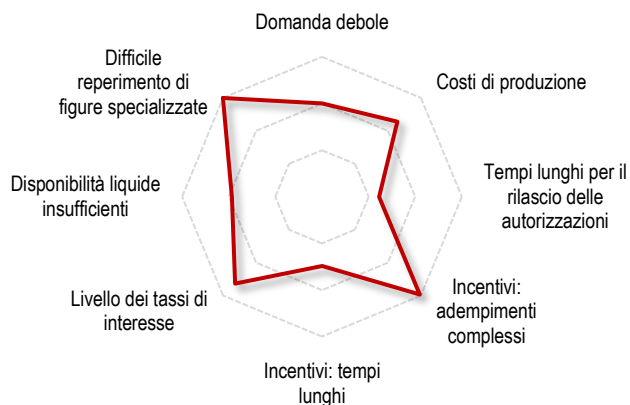 Domanda debole
Costi di produzione
Tempi lunghi per il
rilascio delle
autorizzazioni
Incentivi:
adempimenti
complessi
Incentivi: tempi
lunghi
Livello dei tassi di
interesse
Disponibilità liquide
insufficienti
Difficile
reperimento di
figure specializzate